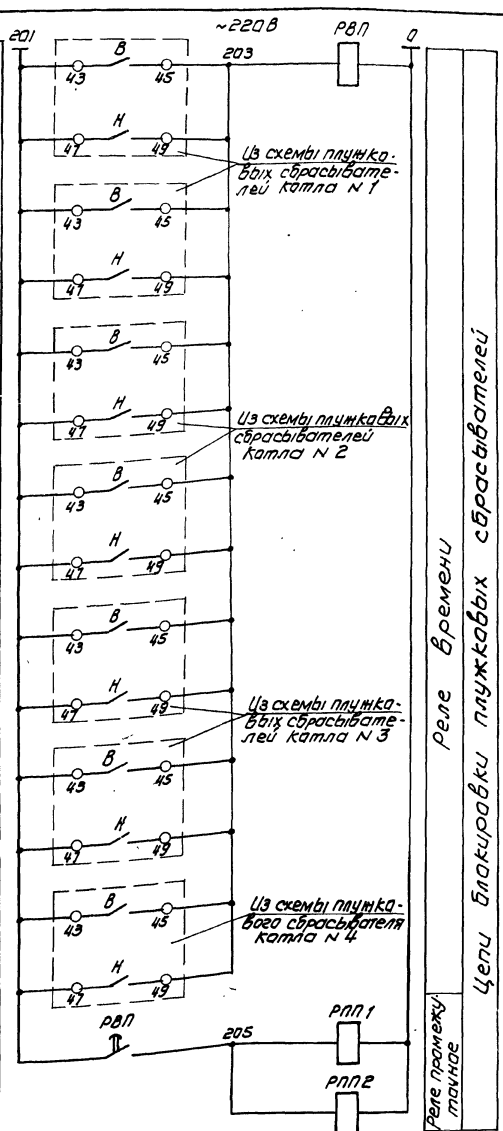 201
~220В
РВП
0
В
203
43
45
Н
47
49
Из схемы плужко-
вых сбрасывате-
лей котла N 1
В
43
45
Н
47
49
В
43
45
Н
47
49
Из схемы плужковых
сбрасывателей
котла N 2
В
43
45
Н
47
49
В
43
45
Н
47
49
Из схемы плужко-
вых сбрасывате-
лей котла N 3
В
43
45
Н
47
49
В
43
45
Из схемы плужко-
вого сбрасывателя
котла N 4
Н
47
49
РВП
205
РПП1
РПП2
Реле времени
Реле промежу-
точное
Цепи блокировки плужковых сбрасывателей